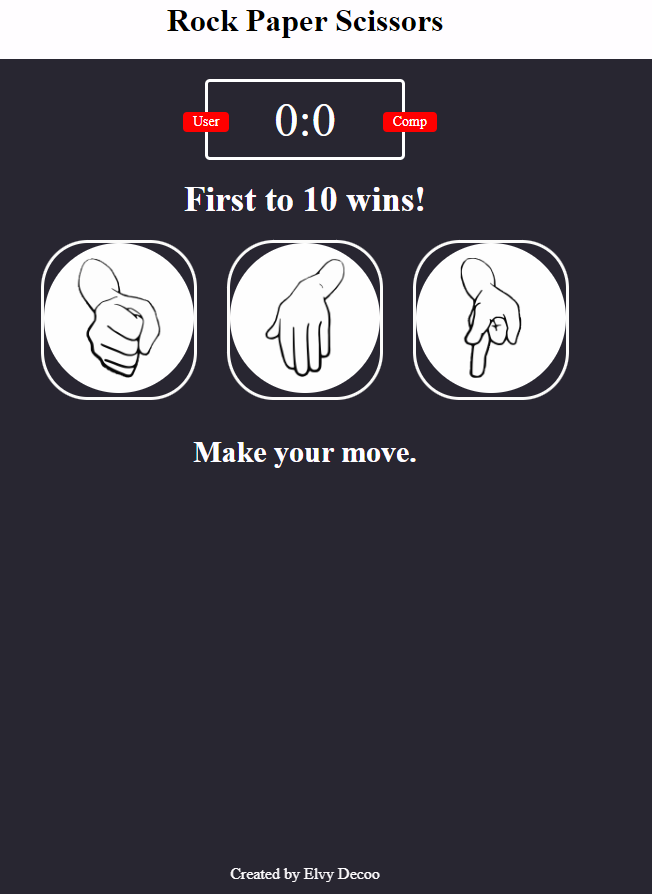 Rock Paper Scissors
User 0:0 Comp
First to 10 wins!
Make your move.
Created by Elvy Decoo